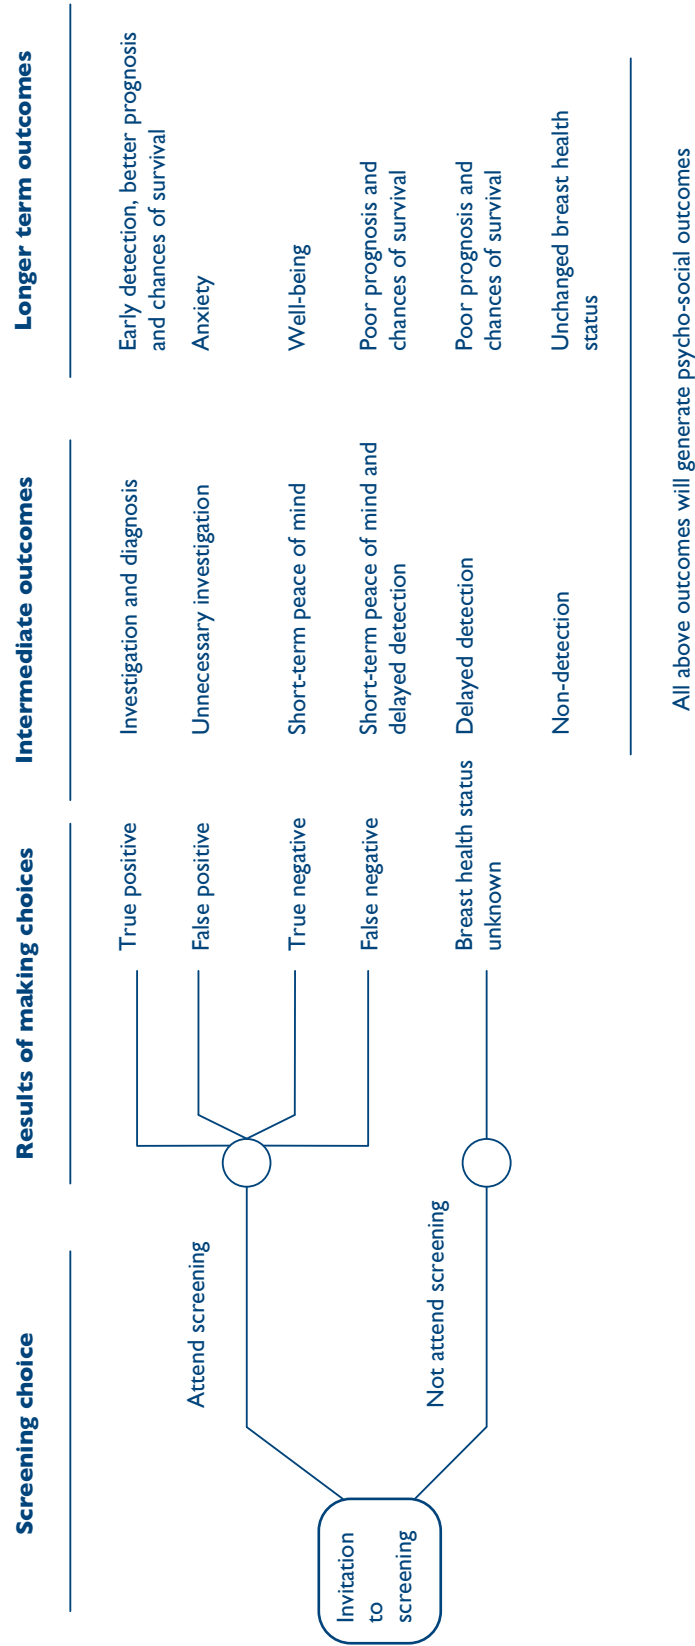 Screening choice
Results of making choices
Intermediate outcomes
Longer term outcomes
Invitation
to
screening
Attend screening
Not attend screening
True positive
Investigation and diagnosis
Early detection, better prognosis
and chances of survival
False positive
Unnecessary investigation
Anxiety
True negative
Short-term peace of mind
Well-being
False negative
Short-term peace of mind and
delayed detection
Poor prognosis and
chances of survival
Breast health status
unknown
Delayed detection
Poor prognosis and
chances of survival
Non-detection
Unchanged breast health
status
All above outcomes will generate psycho-social outcomes